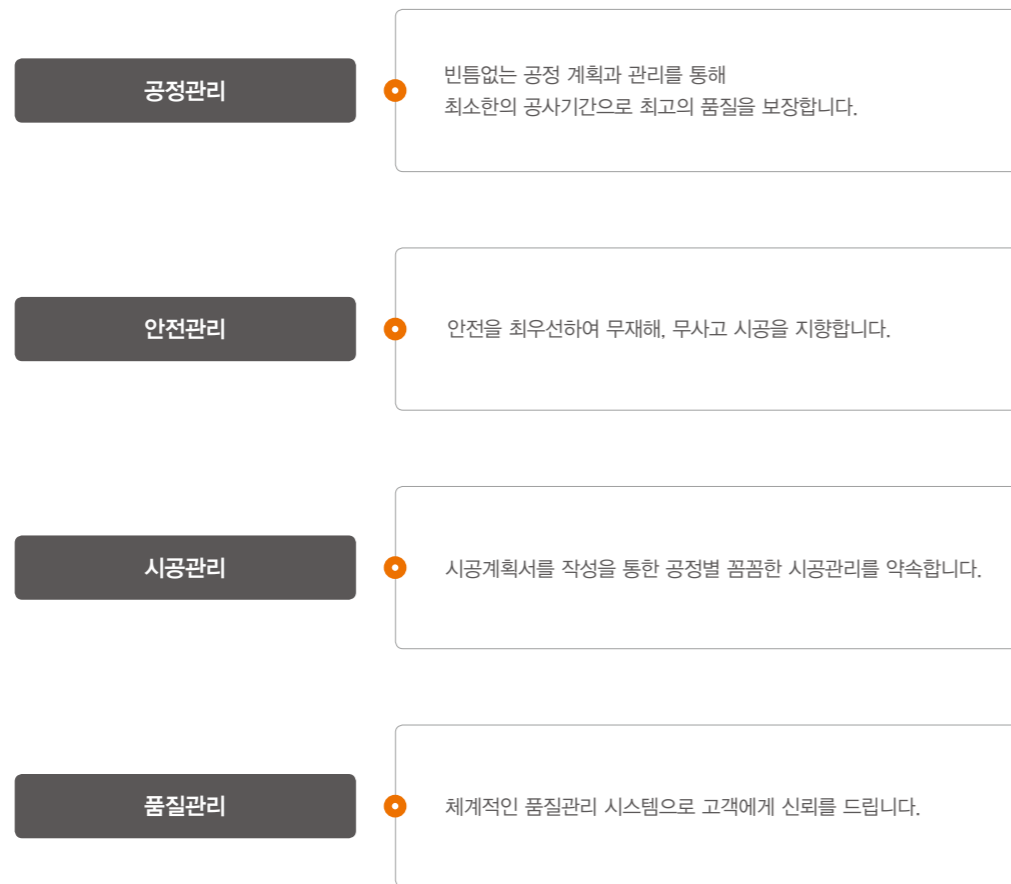 공정관리
빈틈없는 공정 계획과 관리를 통해
최소한의 공사기간으로 최고의 품질을 보장합니다.
안전관리
안전을 최우선하여 무재해, 무사고 시공을 지향합니다.
시공관리
시공계획서를 작성을 통한 공정별 꼼꼼한 시공관리를 약속합니다.
품질관리
체계적인 품질관리 시스템으로 고객에게 신뢰를 드립니다.